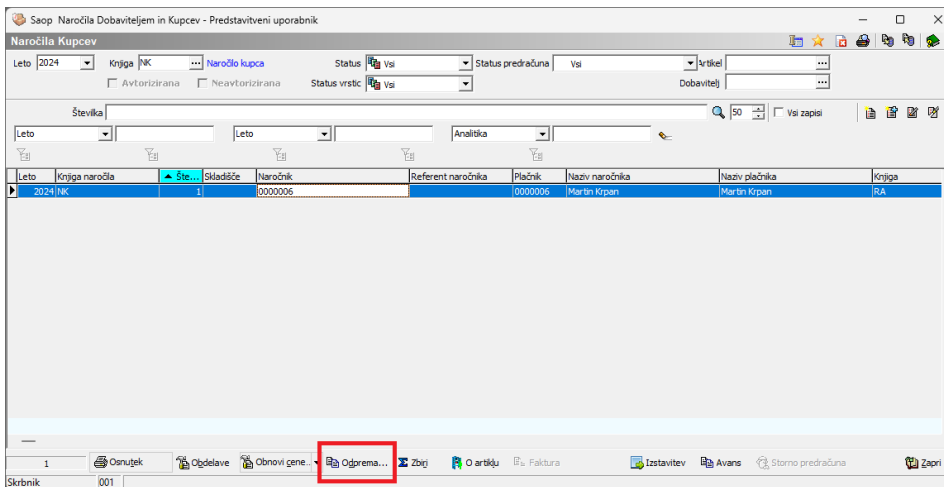 Saop Naročila Dobaviteljem in Kupcev - Predstavitveni uporabnik
Naročila Kupcev
Leto 2024 Knjiga NK ... Naročilo kupca Status Vsi Status predračuna Vsi Artikel ...
Avtorizirana Neavtorizirana Status vrstic Vsi Dobavitelj ...
Številka 50 Vsi zapisi
Leto Leto Analitika
Leto Knjiga naročila Šte... Skladišče Naročnik Referent naročnika Plačnik Naziv naročnika Naziv plačnika Knjiga
2024 NK 1 0000006 0000006 Martin Krpan Martin Krpan RA
1 Osnutek Obdelave Obnovi cene.. Odprema... Zbirj O artiklu Faktura Izstavitev Avans Storno predračuna Zapri
Skrbnik 001